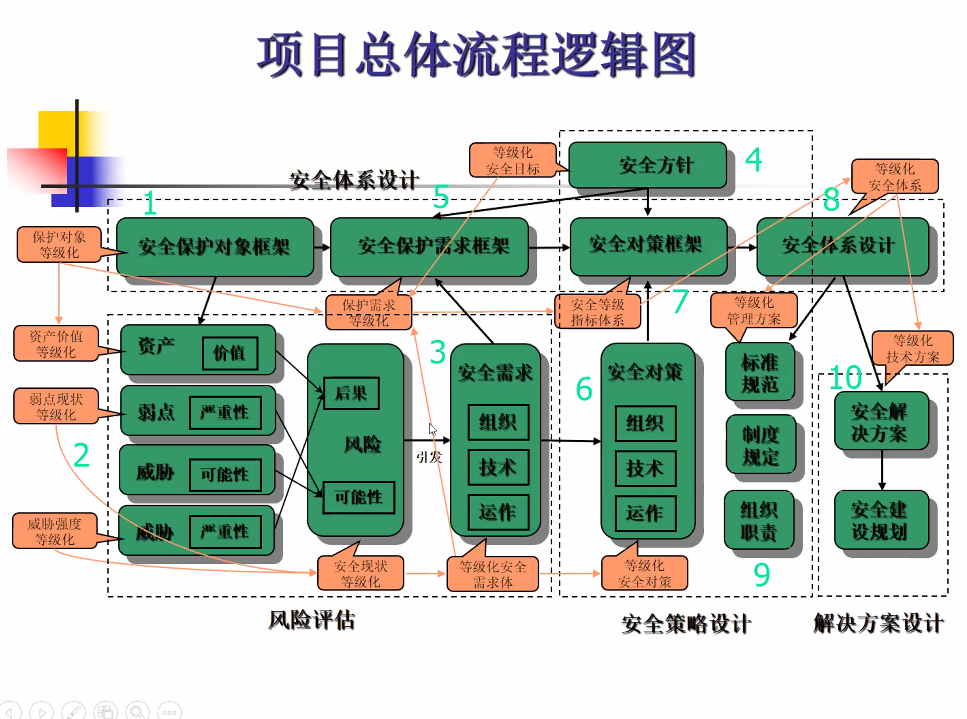 项目总体流程逻辑图
等级化
安全目标
安全方针
4
等级化
安全体系
安全体系设计
1
5
8
保护对象
等级化
安全保护对象框架
安全保护需求框架
安全对策框架
安全体系设计
保护需求
等级化
安全等级
指标体系
7
等级化
管理方案
资产价值
等级化
资产
价值
3
等级化
技术方案
后果
安全需求
6
安全对策
标准
规范
10
弱点现状
等级化
弱点
严重性
组织
组织
安全解
决方案
2
风险
引发
制度
规定
威胁
可能性
技术
技术
可能性
威胁强度
等级化
威胁
严重性
运作
运作
组织
职责
安全建
设规划
安全现状
等级化
等级化安全
需求体
等级化
安全对策
9
风险评估
安全策略设计
解决方案设计